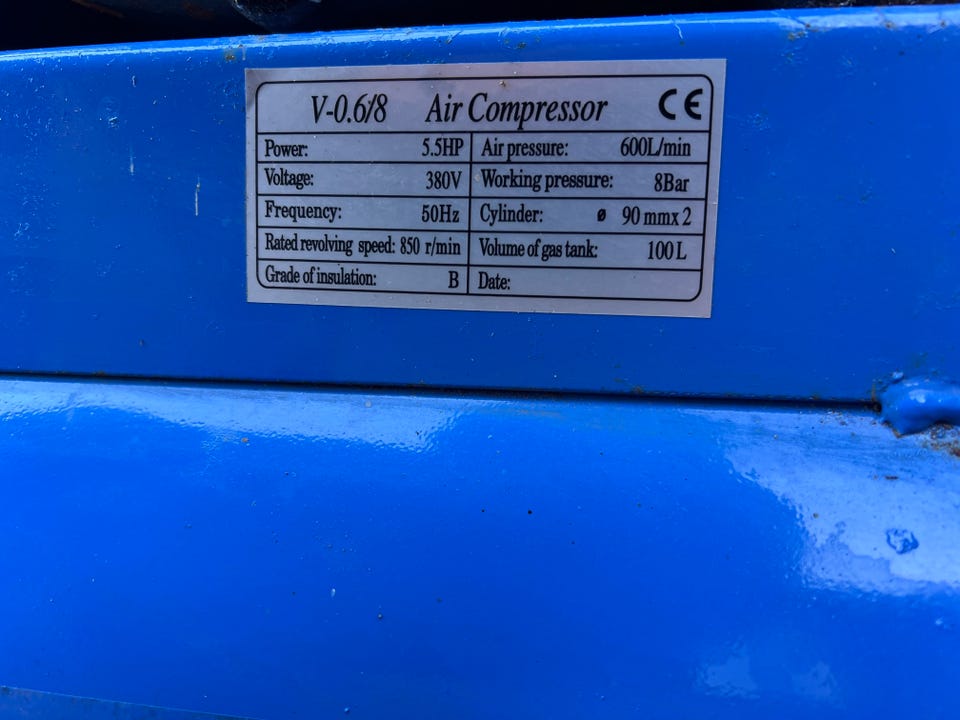 V-0.6/8 Air Compressor CE
Power: 5.5HP Air pressure: 600L/min
Voltage: 380V Working pressure: 8Bar
Frequency: 50Hz Cylinder: ø 90 mmx 2
Rated revolving speed: 850 r/min Volume of gas tank: 100 L
Grade of insulation: B Date: